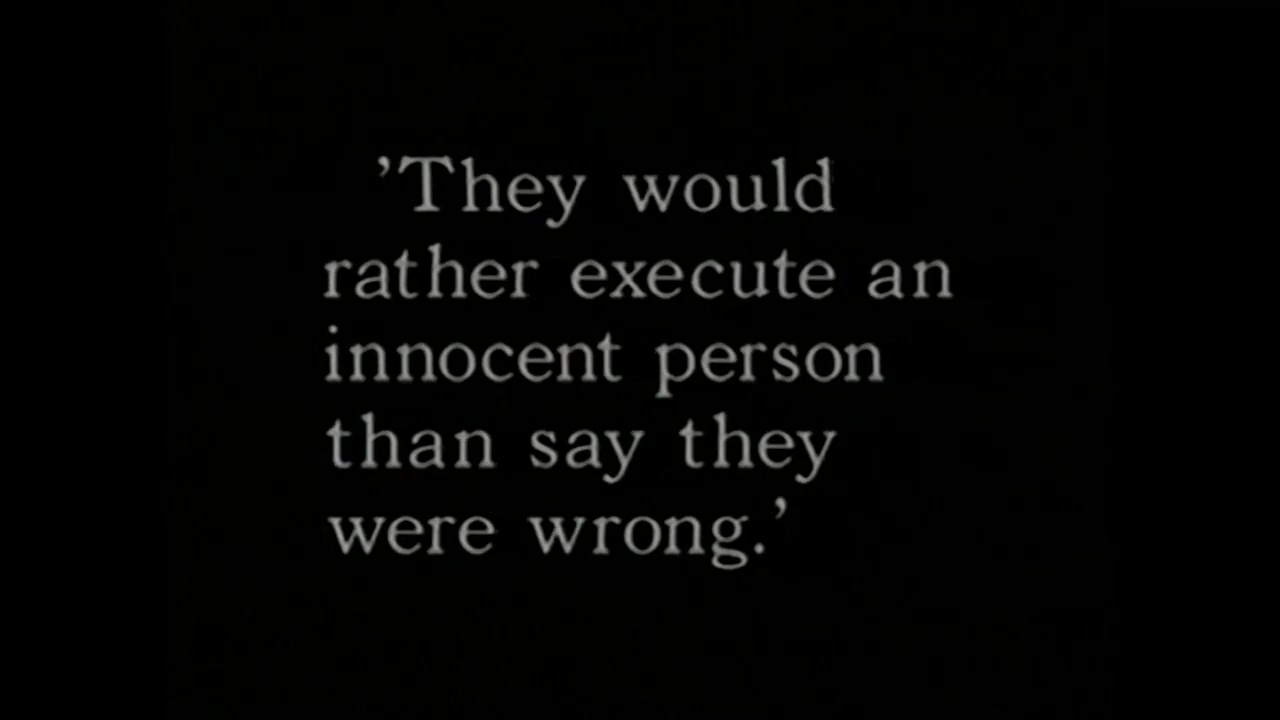 ’They would
rather execute an
innocent person
than say they
were wrong.’